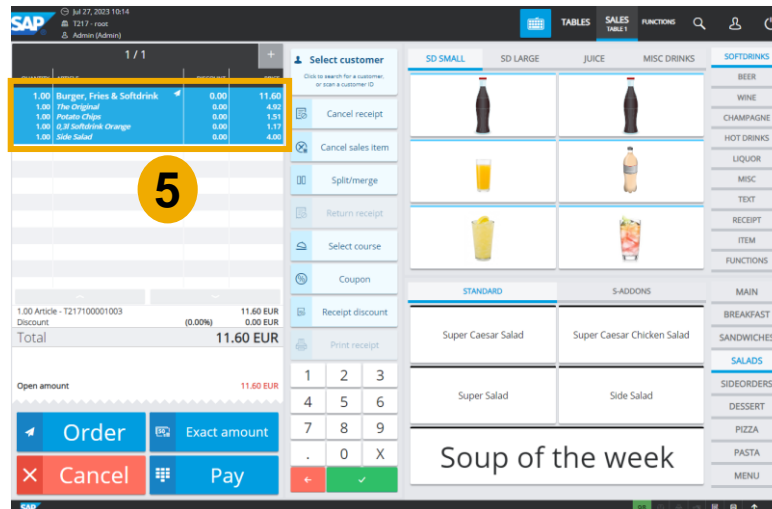 SAP
Jul 27, 2023 10:14
T217 - root
Admin (Admin)
TABLES
SALES
TABLE 1
FUNCTIONS
1 / 1
+
QUANTITY ARTICLE DISCOUNT PRICE
1.00 Burger, Fries & Softdrink 0.00 11.60
1.00 The Original 0.00 4.92
1.00 Potato Chips 0.00 1.51
1.00 0,3l Softdrink Orange 0.00 1.17
1.00 Side Salad 0.00 4.00
5
1.00 Article - T217100001003 11.60 EUR
Discount (0.00%) 0.00 EUR
Total 11.60 EUR
Open amount 11.60 EUR
Order
Exact amount
Cancel
Pay
Select customer
Click to search for a customer,
or scan a customer ID
Cancel receipt
Cancel sales item
Split/merge
Return receipt
Select course
Coupon
Receipt discount
Print receipt
1 2 3
4 5 6
7 8 9
. 0 X
SD SMALL SD LARGE JUICE MISC DRINKS
STANDARD S-ADDONS
Super Caesar Salad
Super Caesar Chicken Salad
Super Salad
Side Salad
Soup of the week
SOFTDRINKS
BEER
WINE
CHAMPAGNE
HOT DRINKS
LIQUOR
MISC
TEXT
RECEIPT
ITEM
FUNCTIONS
MAIN
BREAKFAST
SANDWICHES
SALADS
SIDEORDERS
DESSERT
PIZZA
PASTA
MENU
SAP